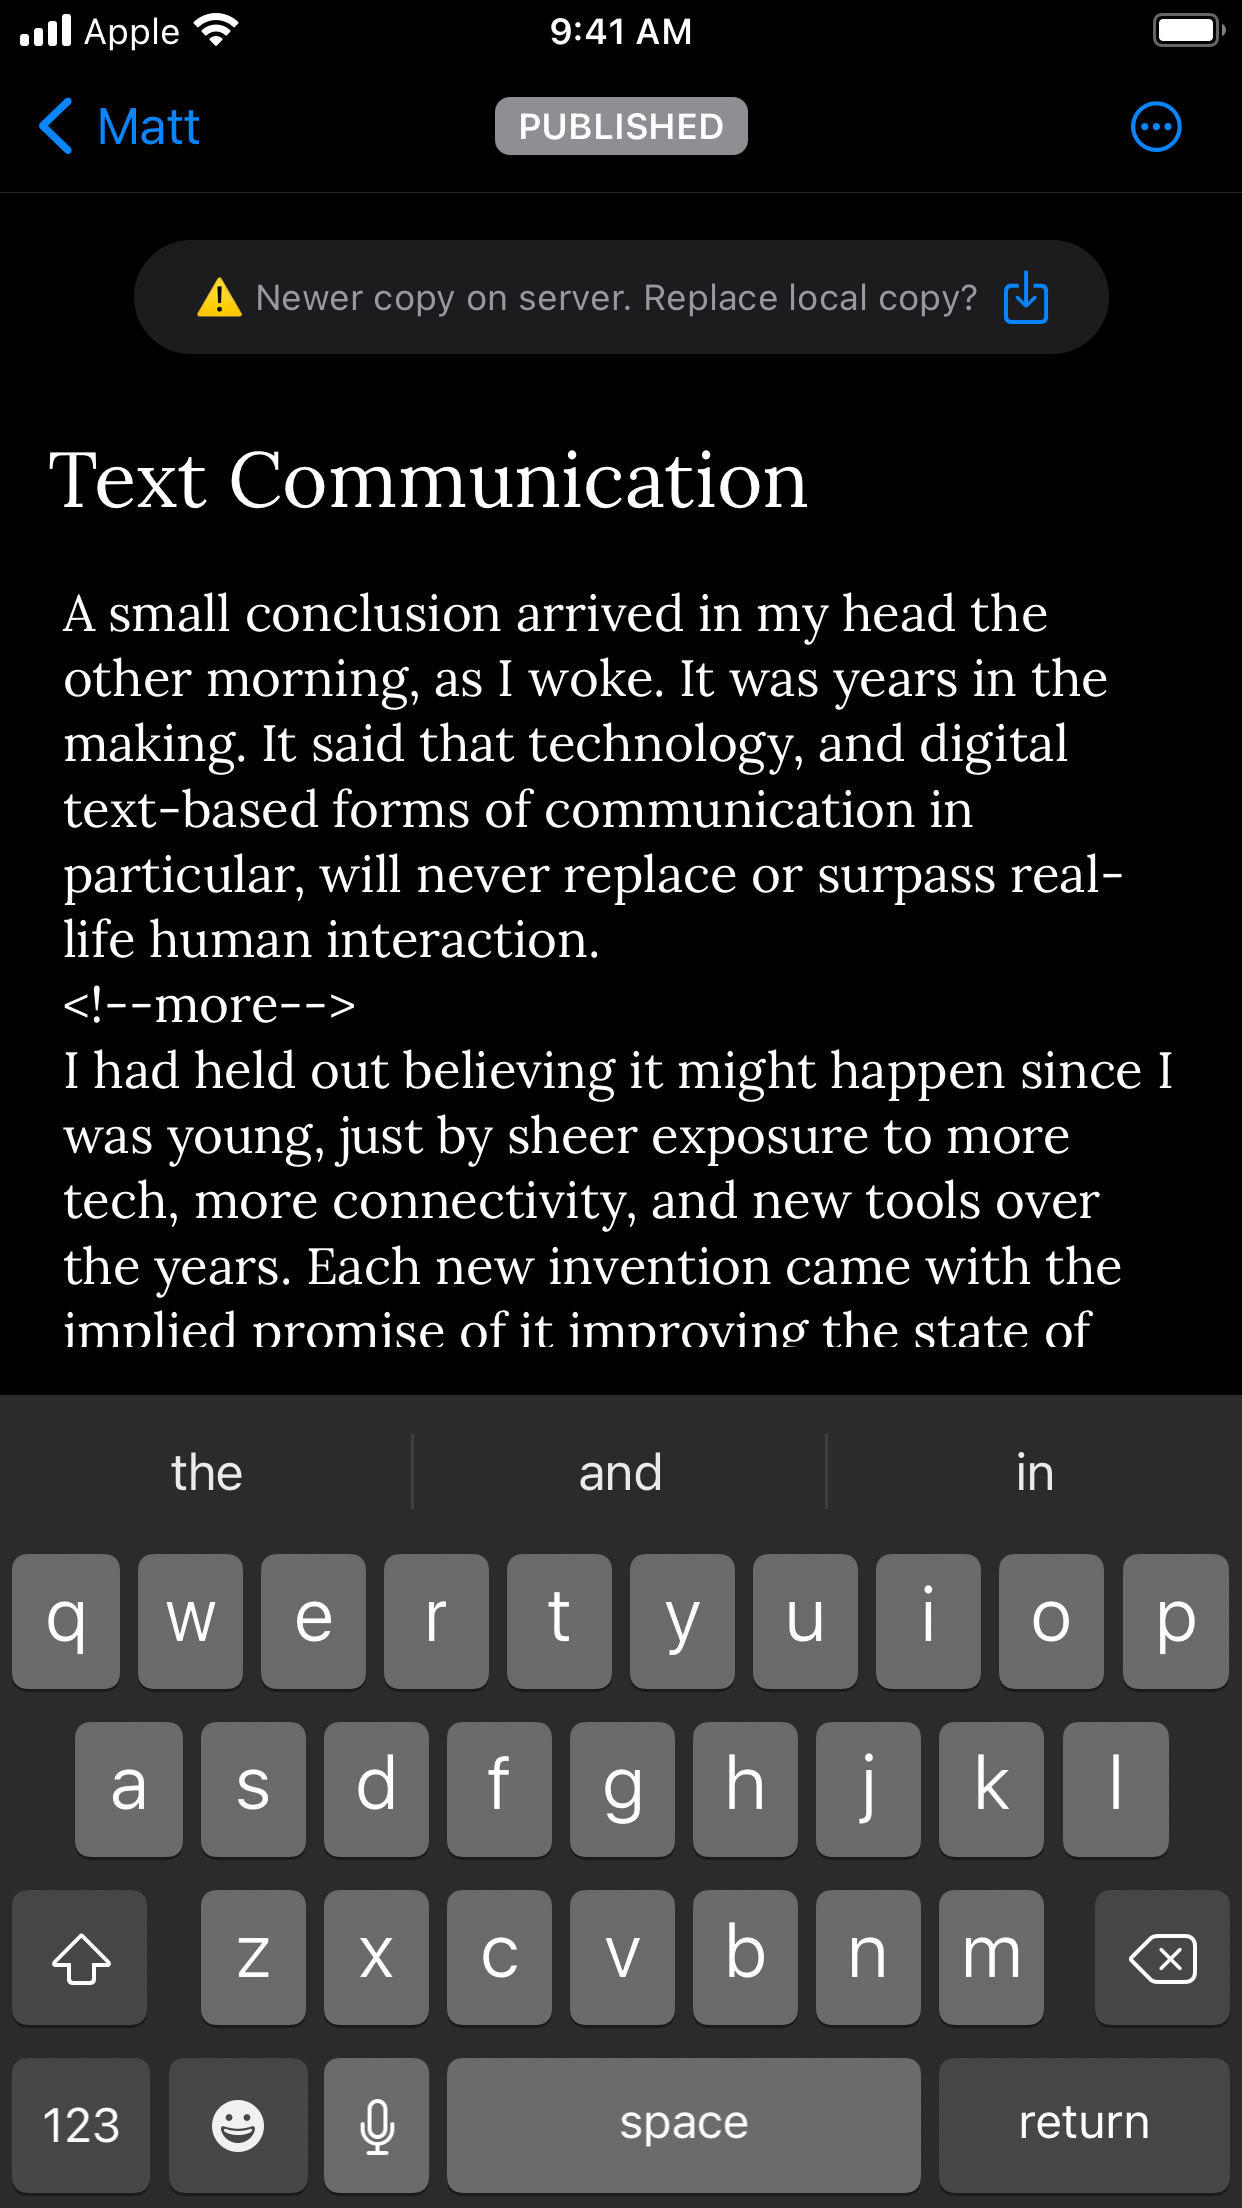 Apple 9:41 AM
Matt PUBLISHED
Newer copy on server. Replace local copy?
Text Communication
A small conclusion arrived in my head the
other morning, as I woke. It was years in the
making. It said that technology, and digital
text-based forms of communication in
particular, will never replace or surpass real-
life human interaction.
<!--more-->
I had held out believing it might happen since I
was young, just by sheer exposure to more
tech, more connectivity, and new tools over
the years. Each new invention came with the
implied promise of it improving the state of
the and in
q w e r t y u i o p
a s d f g h j k l
z x c v b n m
123 space return